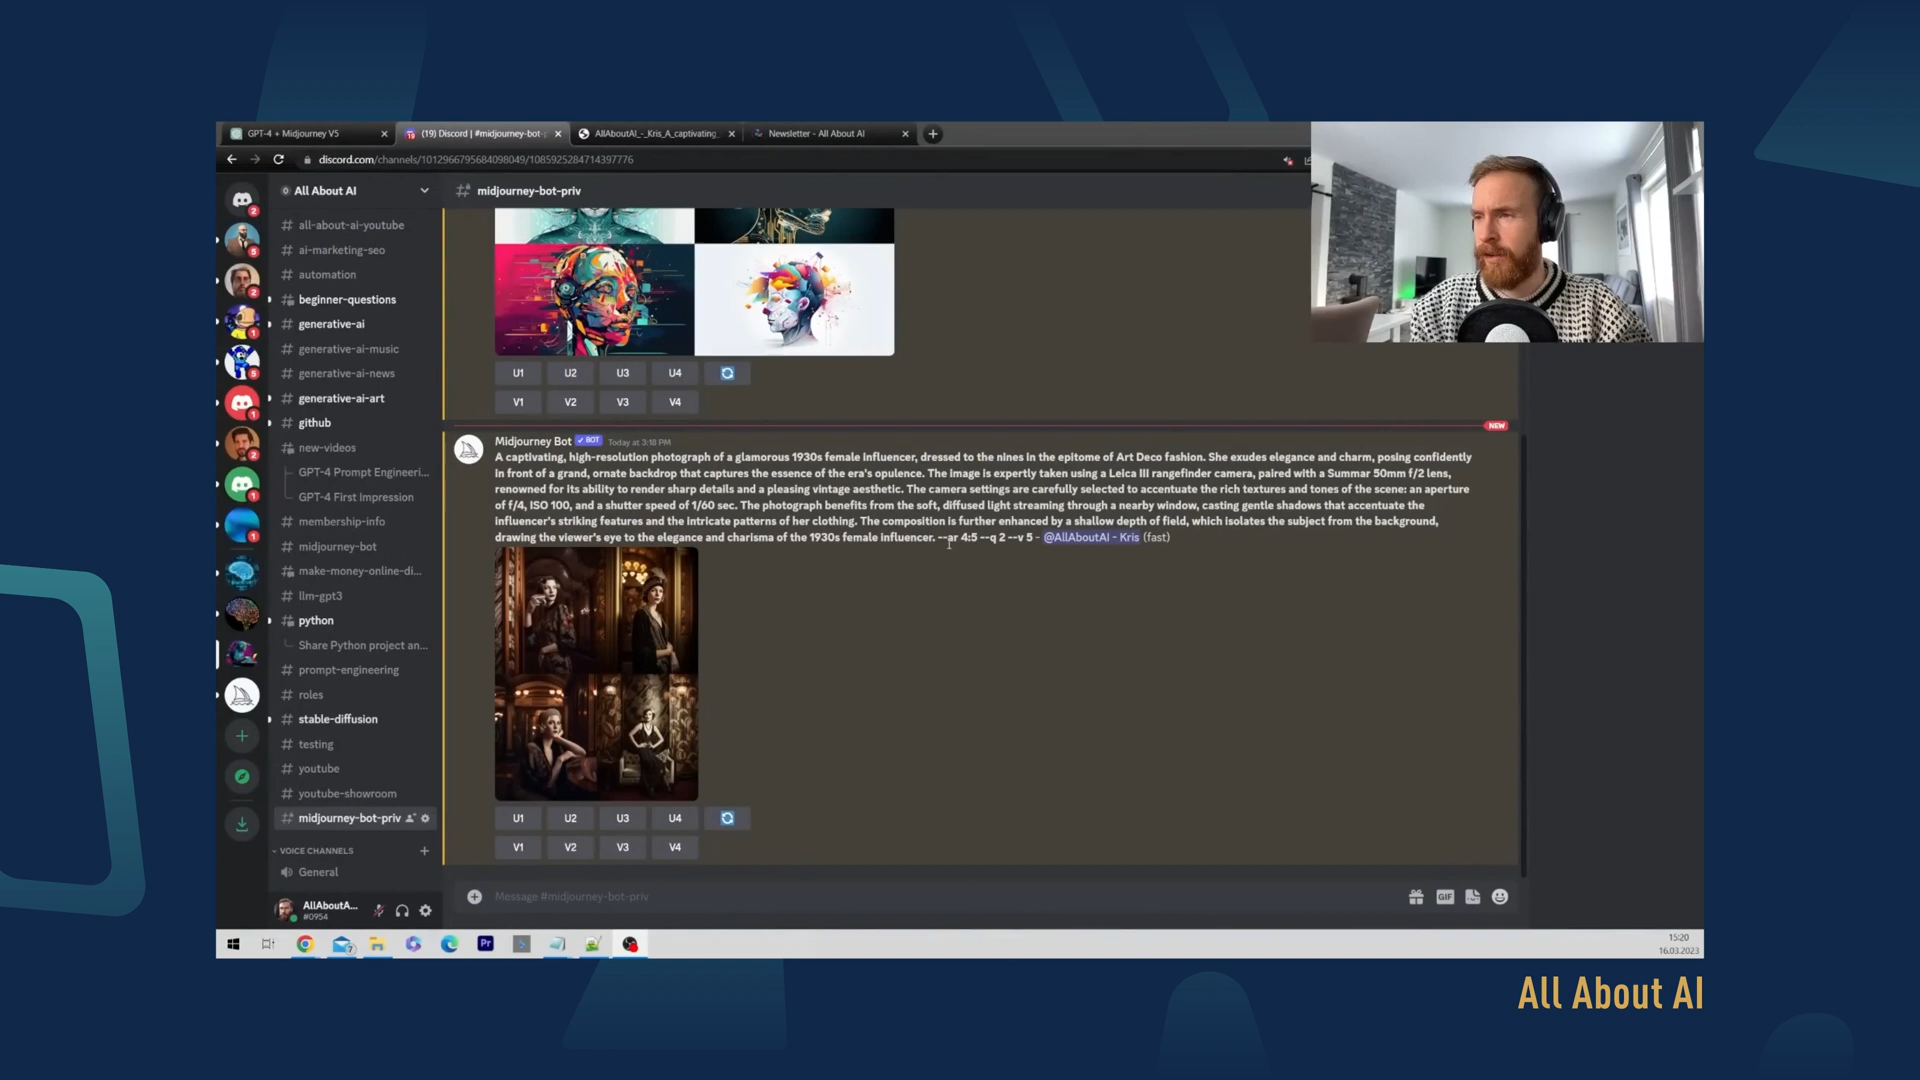 GPT-4 + Midjourney V5
(19) Discord | #midjourney-bot-
AllAboutAI_-_Kris_A_captivating_
Newsletter - All About AI
discord.com/channels/1012966795684098049/1085925284714397776
All About AI
midjourney-bot-priv
2
5
2
1
5
1
2
1
1
all-about-ai-youtube
ai-marketing-seo
automation
beginner-questions
generative-ai
generative-ai-music
generative-ai-news
generative-ai-art
github
new-videos
GPT-4 Prompt Engineeri...
GPT-4 First Impression
membership-info
midjourney-bot
make-money-online-di...
llm-gpt3
python
Share Python project an...
prompt-engineering
roles
stable-diffusion
testing
youtube
youtube-showroom
midjourney-bot-priv
VOICE CHANNELS
General
AllAboutA...
#0954
U1 U2 U3 U4
V1 V2 V3 V4
NEW
Midjourney Bot ✓ BOT Today at 3:18 PM
A captivating, high-resolution photograph of a glamorous 1930s female influencer, dressed to the nines in the epitome of Art Deco fashion. She exudes elegance and charm, posing confidently
in front of a grand, ornate backdrop that captures the essence of the era's opulence. The image is expertly taken using a Leica III rangefinder camera, paired with a Summar 50mm f/2 lens,
renowned for its ability to render sharp details and a pleasing vintage aesthetic. The camera settings are carefully selected to accentuate the rich textures and tones of the scene: an aperture
of f/4, ISO 100, and a shutter speed of 1/60 sec. The photograph benefits from the soft, diffused light streaming through a nearby window, casting gentle shadows that accentuate the
influencer's striking features and the intricate patterns of her clothing. The composition is further enhanced by a shallow depth of field, which isolates the subject from the background,
drawing the viewer's eye to the elegance and charisma of the 1930s female influencer. --ar 4:5 --q 2 --v 5 - @AllAboutAI - Kris (fast)
U1 U2 U3 U4
V1 V2 V3 V4
Message #midjourney-bot-priv
GIF
Pr
7
15:20
16.03.2023
All About AI